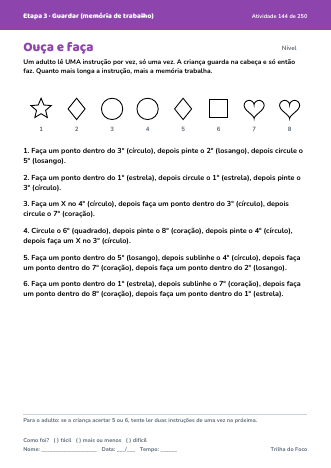 Etapa 3 · Guardar (memória de trabalho)
Atividade 144 de 250
Ouça e faça
Nível
Um adulto lê UMA instrução por vez, só uma vez. A criança guarda na cabeça e só então
faz. Quanto mais longa a instrução, mais a memória trabalha.
1 2 3 4 5 6 7 8
1. Faça um ponto dentro do 3º (círculo), depois pinte o 2º (losango), depois circule o
5º (losango).
2. Faça um ponto dentro do 1º (estrela), depois circule o 1º (estrela), depois pinte o
3º (círculo).
3. Faça um X no 4º (círculo), depois faça um ponto dentro do 3º (círculo), depois
circule o 7º (coração).
4. Circule o 6º (quadrado), depois pinte o 8º (coração), depois pinte o 4º (círculo),
depois faça um X no 3º (círculo).
5. Faça um ponto dentro do 5º (losango), depois sublinhe o 4º (círculo), depois faça
um ponto dentro do 7º (coração), depois faça um ponto dentro do 2º (losango).
6. Faça um ponto dentro do 1º (estrela), depois sublinhe o 7º (coração), depois faça
um ponto dentro do 8º (coração), depois faça um ponto dentro do 1º (estrela).
Para o adulto: se a criança acertar 5 ou 6, tente ler duas instruções de uma vez na próxima.
Como foi? ( ) fácil ( ) mais ou menos ( ) difícil
Nome: ____________________ Data: ___/___ Tempo: ______
Trilha do Foco